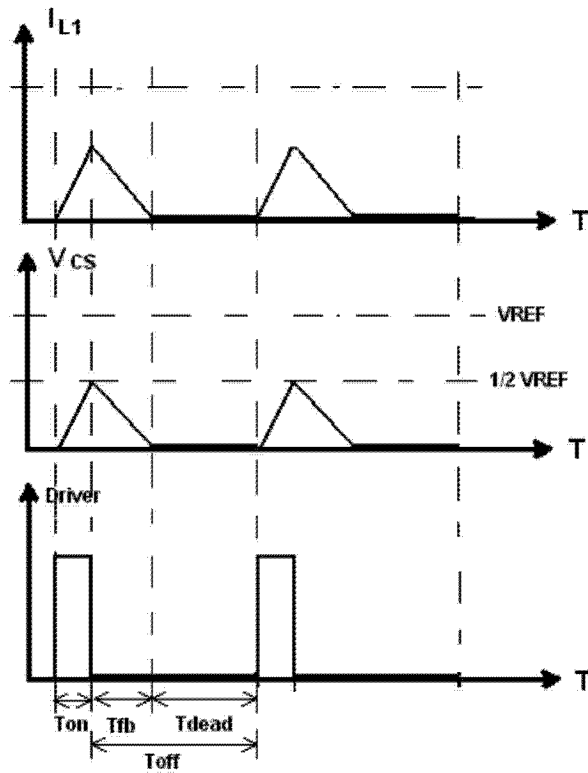 IL1
T
VCS
VREF
1/2 VREF
T
Driver
T
Ton
Tfb
Tdead
Toff